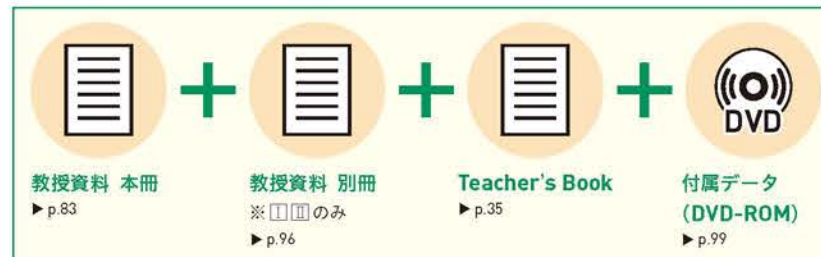 教授資料 本冊
▶ p.83
教授資料 別冊
※ⅠⅡのみ
▶ p.96
Teacher's Book
▶ p.35
DVD
付属データ
(DVD-ROM)
▶ p.99